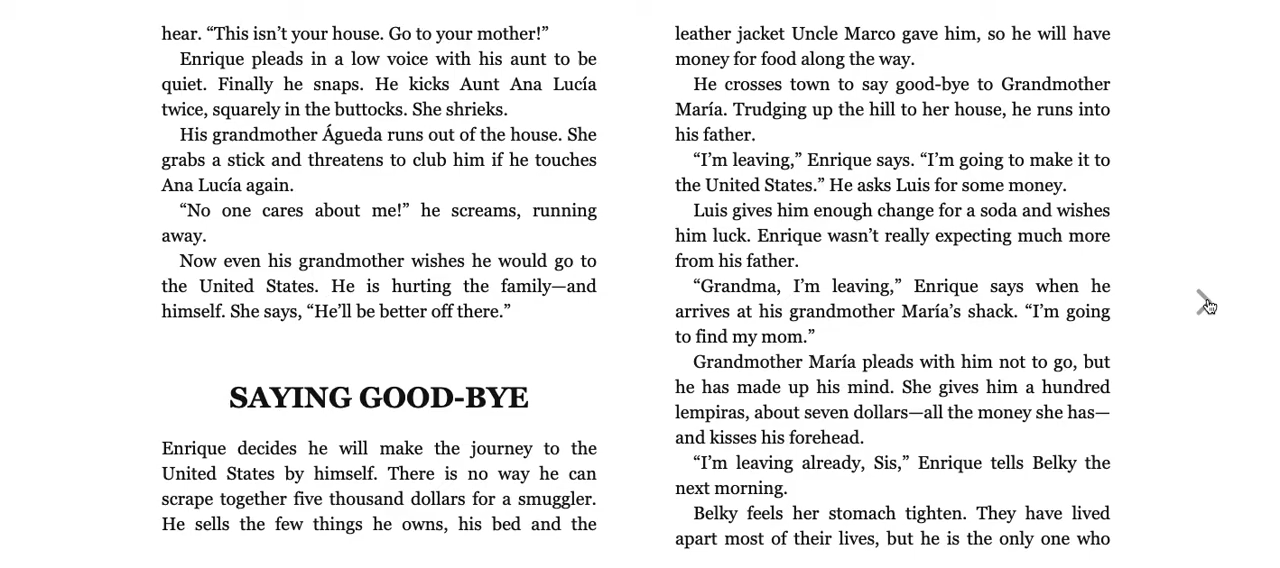 hear. “This isn’t your house. Go to your mother!”
Enrique pleads in a low voice with his aunt to be
quiet. Finally he snaps. He kicks Aunt Ana Lucía
twice, squarely in the buttocks. She shrieks.
His grandmother Águeda runs out of the house. She
grabs a stick and threatens to club him if he touches
Ana Lucía again.
“No one cares about me!” he screams, running
away.
Now even his grandmother wishes he would go to
the United States. He is hurting the family—and
himself. She says, “He’ll be better off there.”
SAYING GOOD-BYE
Enrique decides he will make the journey to the
United States by himself. There is no way he can
scrape together five thousand dollars for a smuggler.
He sells the few things he owns, his bed and the
leather jacket Uncle Marco gave him, so he will have
money for food along the way.
He crosses town to say good-bye to Grandmother
María. Trudging up the hill to her house, he runs into
his father.
“I’m leaving,” Enrique says. “I’m going to make it to
the United States.” He asks Luis for some money.
Luis gives him enough change for a soda and wishes
him luck. Enrique wasn’t really expecting much more
from his father.
“Grandma, I’m leaving,” Enrique says when he
arrives at his grandmother María’s shack. “I’m going
to find my mom.”
Grandmother María pleads with him not to go, but
he has made up his mind. She gives him a hundred
lempiras, about seven dollars—all the money she has—
and kisses his forehead.
“I’m leaving already, Sis,” Enrique tells Belky the
next morning.
Belky feels her stomach tighten. They have lived
apart most of their lives, but he is the only one who